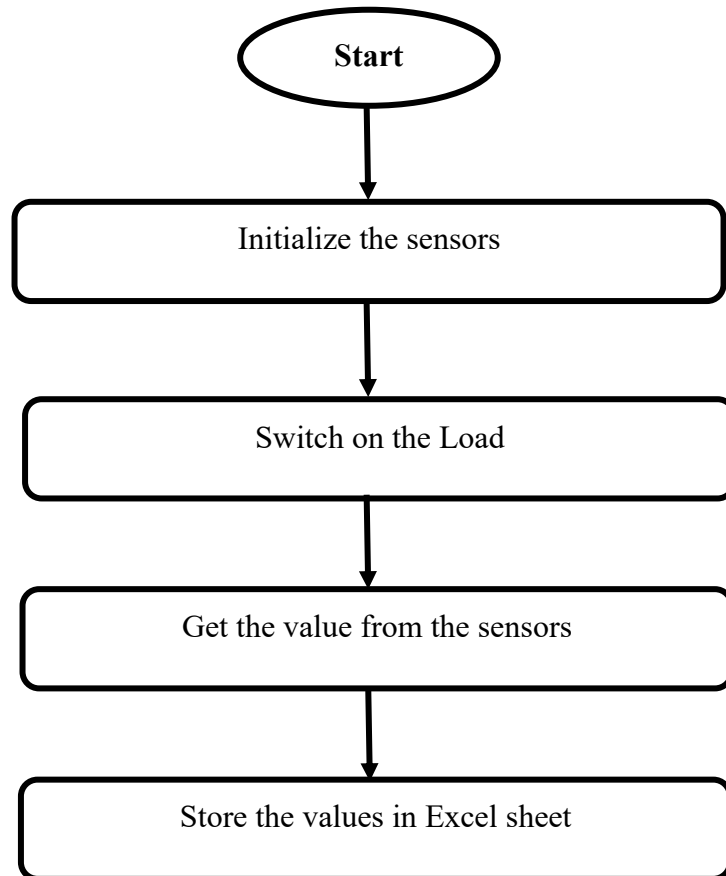 Start
Initialize the sensors
Switch on the Load
Get the value from the sensors
Store the values in Excel sheet